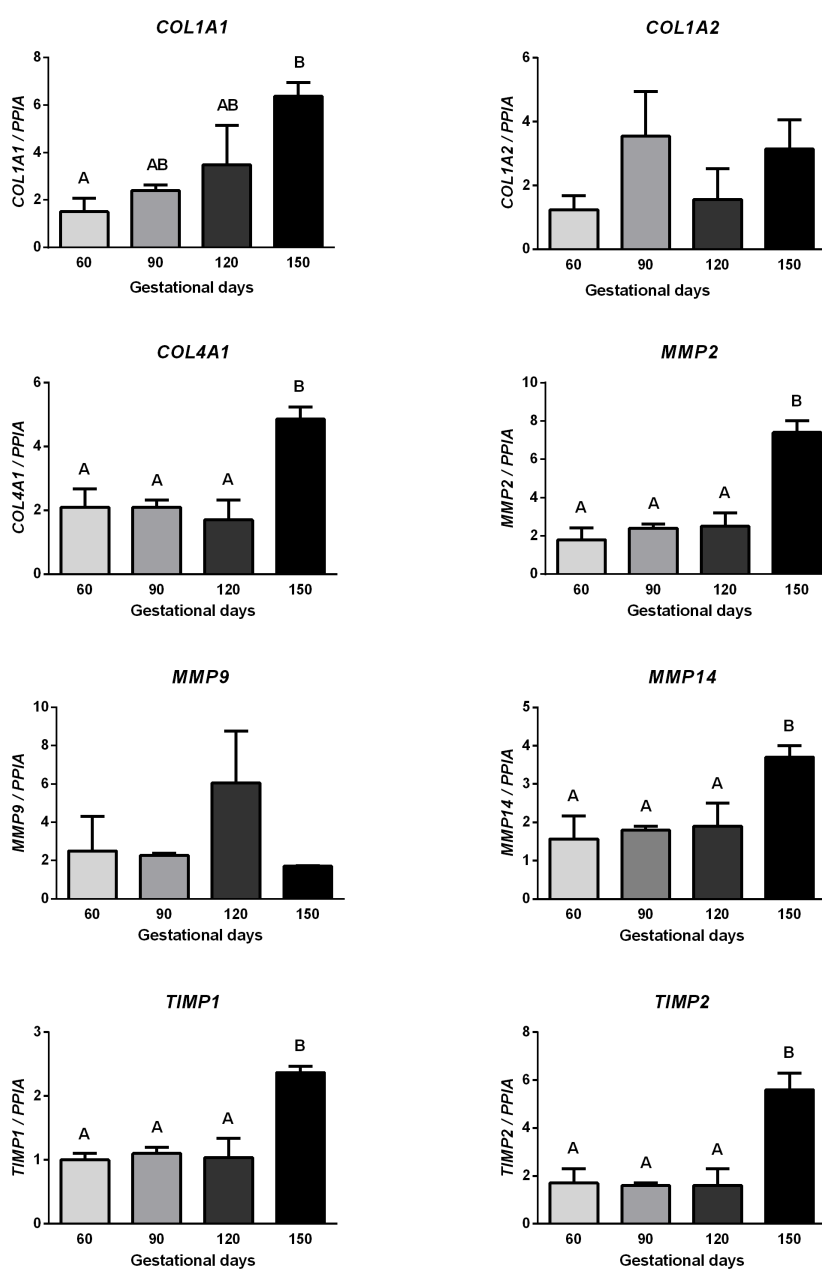 COL1A1
COL1A1 / PPIA
8
6
4
2
0
A
AB
AB
B
60 90 120 150
Gestational days
COL1A2
COL1A2 / PPIA
6
4
2
0
60 90 120 150
Gestational days
COL4A1
COL4A1 / PPIA
6
4
2
0
A
A
A
B
60 90 120 150
Gestational days
MMP2
MMP2 / PPIA
10
8
6
4
2
0
A
A
A
B
60 90 120 150
Gestational days
MMP9
MMP9 / PPIA
10
8
6
4
2
0
60 90 120 150
Gestational days
MMP14
MMP14 / PPIA
5
4
3
2
1
0
A
A
A
B
60 90 120 150
Gestational days
TIMP1
TIMP1 / PPIA
3
2
1
0
A
A
A
B
60 90 120 150
Gestational days
TIMP2
TIMP2 / PPIA
8
6
4
2
0
A
A
A
B
60 90 120 150
Gestational days